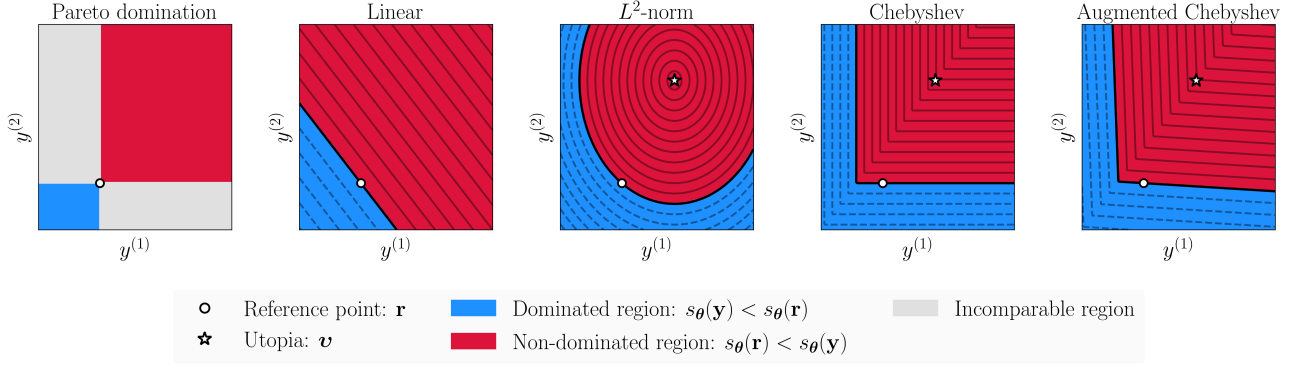 Pareto domination
Linear
L²-norm
Chebyshev
Augmented Chebyshev
y⁽²⁾
y⁽²⁾
y⁽²⁾
y⁽²⁾
y⁽²⁾
y⁽¹⁾
y⁽¹⁾
y⁽¹⁾
y⁽¹⁾
y⁽¹⁾
Reference point: r
Utopia: υ
Dominated region: s_θ(y) < s_θ(r)
Non-dominated region: s_θ(r) < s_θ(y)
Incomparable region